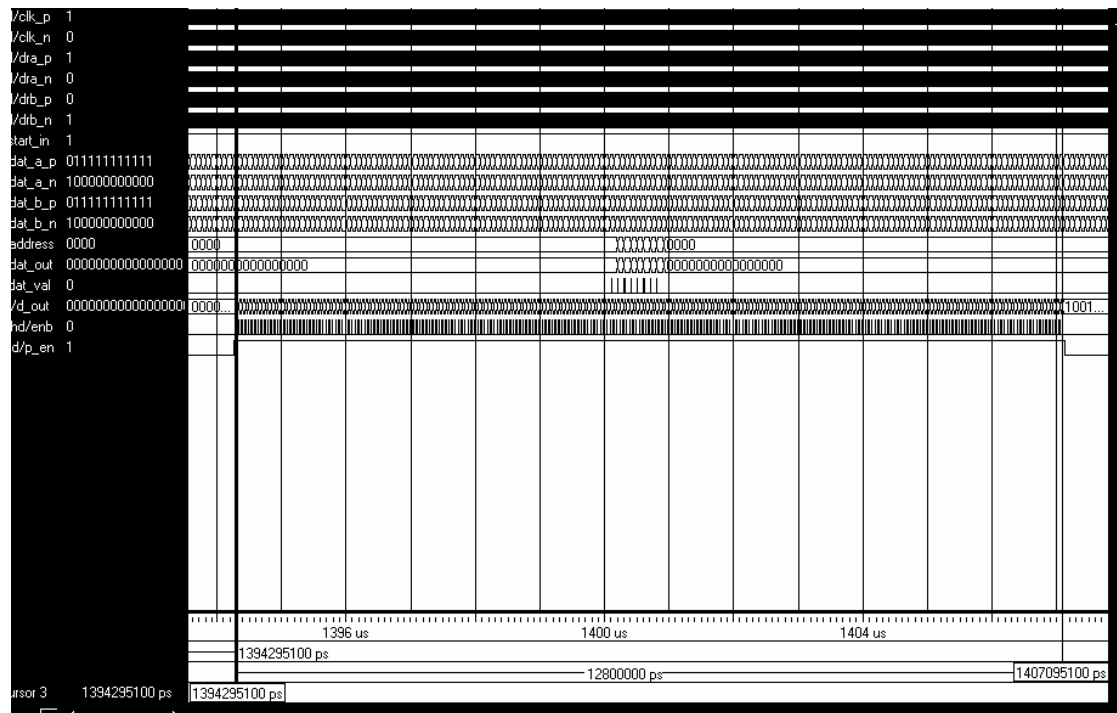 /clk_p 1
/clk_n 0
/dra_p 1
/dra_n 0
/drb_p 0
/drb_n 1
start_in 1
dat_a_p 011111111111
dat_a_n 100000000000
dat_b_p 011111111111
dat_b_n 100000000000
address 0000 0000 0000
dat_out 0000000000000000 0000000000000000 0000000000000000
dat_val 0
/d_out 0000000000000000 0000... 1001...
hd/enb 0
d/p_en 1
1396 us 1400 us 1404 us
1394295100 ps
12800000 ps 1407095100 ps
ursor 3 1394295100 ps 1394295100 ps